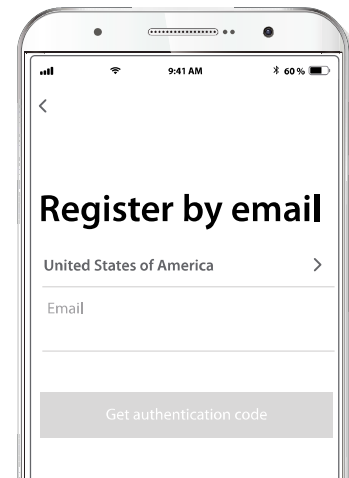 9:41 AM
60 %
Register by email
United States of America
Email
Get authentication code